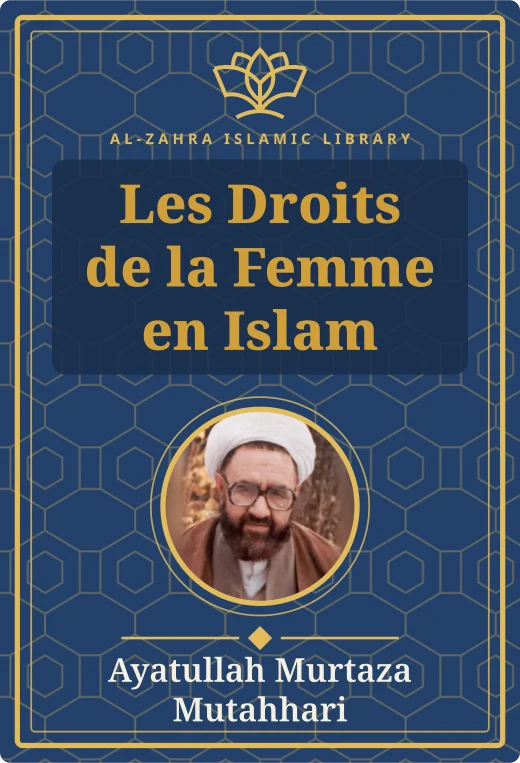 AL-ZAHRA ISLAMIC LIBRARY
Les Droits
de la Femme
en Islam
Ayatullah Murtaza
Mutahhari